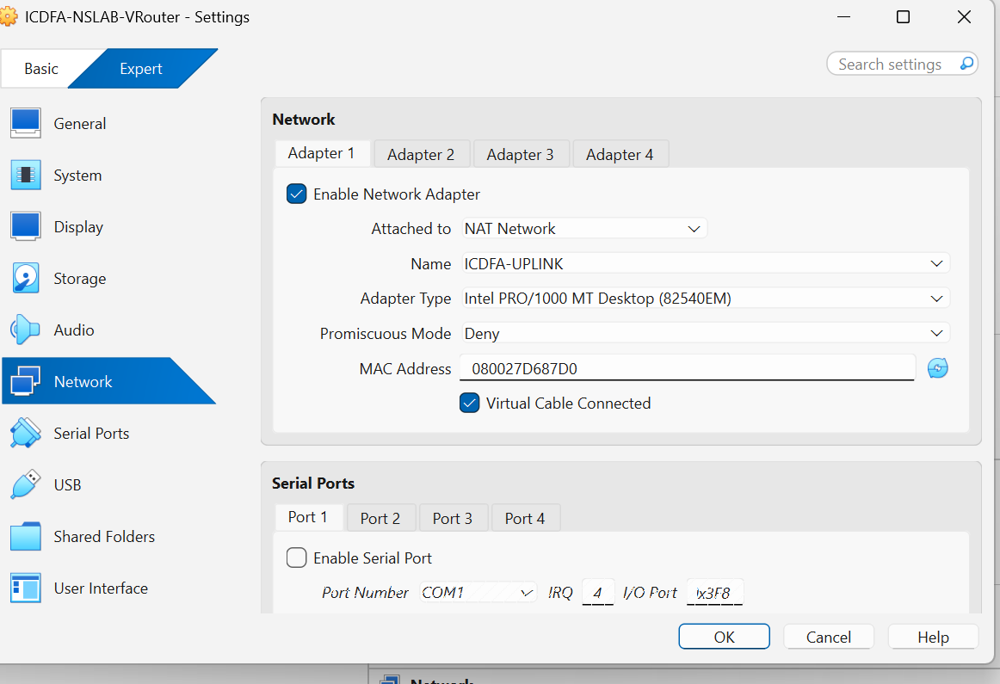 ICDFA-NSLAB-VRouter - Settings
Basic
Expert
Search settings
General
System
Display
Storage
Audio
Network
Serial Ports
USB
Shared Folders
User Interface
Network
Adapter 1
Adapter 2
Adapter 3
Adapter 4
Enable Network Adapter
Attached to NAT Network
Name ICDFA-UPLINK
Adapter Type Intel PRO/1000 MT Desktop (82540EM)
Promiscuous Mode Deny
MAC Address 080027D687D0
Virtual Cable Connected
Serial Ports
Port 1
Port 2
Port 3
Port 4
Enable Serial Port
Port Number COM1 IRQ 4 I/O Port
OK
Cancel
Help
Network